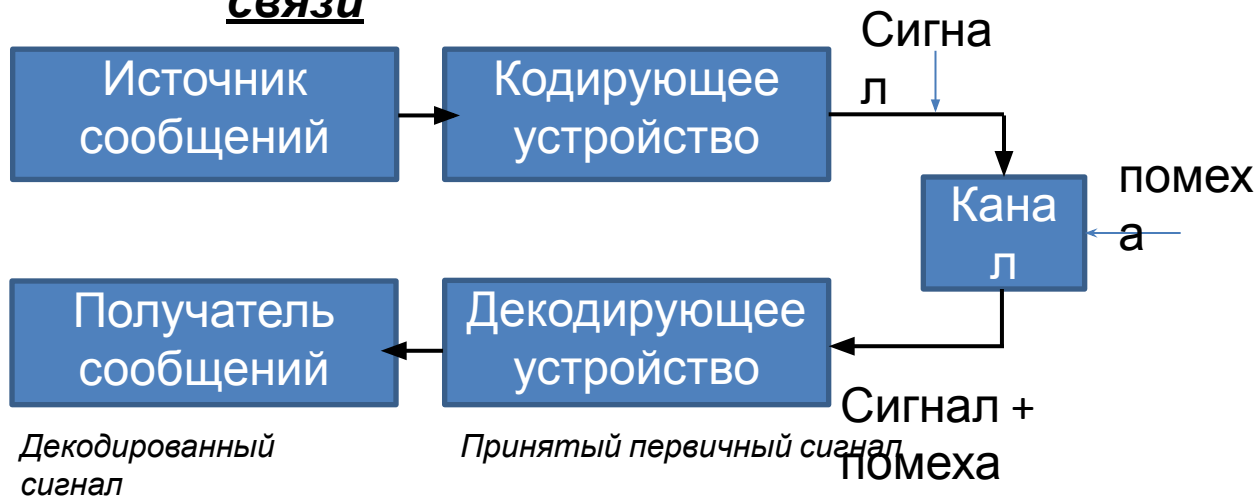 связи
Источник
сообщений
Кодирующее
устройство
Сигна
л
Кана
л
помех
а
Получатель
сообщений
Декодирующее
устройство
Сигнал +
помеха
Декодированный
сигнал
Принятый первичный сигнал